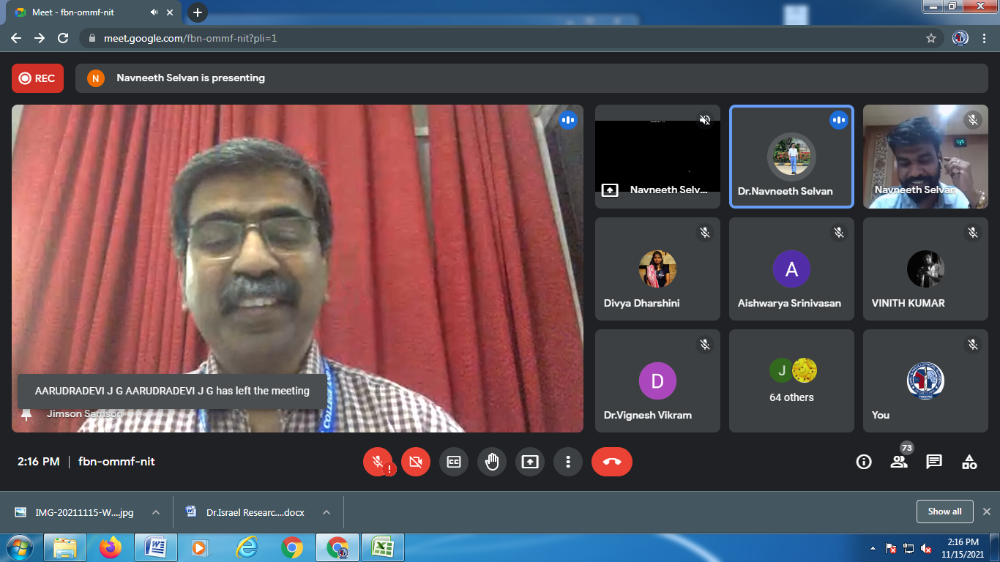 Meet - fbn-ommf-nit
meet.google.com/fbn-ommf-nit?pli=1
REC
N
Navneeth Selvan is presenting
Navneeth Selv...
Dr.Navneeth Selvan
Navneeth Selvan
Divya Dharshini
A
Aishwarya Srinivasan
VINITH KUMAR
AARUDRADEVI J G AARUDRADEVI J G has left the meeting
Jimson Samson
D
Dr.Vignesh Vikram
J
64 others
You
2:16 PM | fbn-ommf-nit
CC
73
IMG-20211115-W....jpg
Dr.Israel Researc....docx
Show all
2:16 PM
11/15/2021